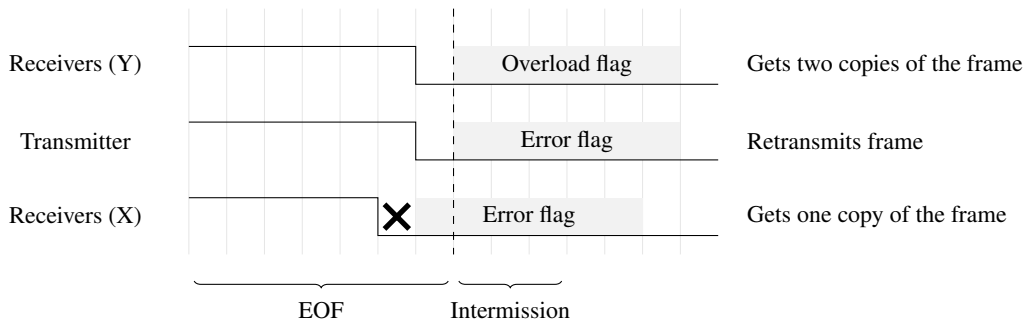 Receivers (Y) Overload flag Gets two copies of the frame
Transmitter Error flag Retransmits frame
Receivers (X) Error flag Gets one copy of the frame
EOF Intermission